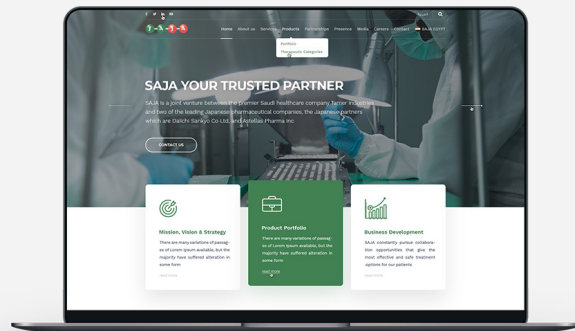 Home About us Services Products Partnerships Presence Media Careers Contact SAJA EGYPT
Portfolio
Therapeutic Categories
SAJA YOUR TRUSTED PARTNER
SAJA is a joint venture between the premier Saudi healthcare company Tamer Industries
and two of the leading Japanese pharmaceutical companies, the Japanese partners
which are Daiichi Sankyo Co Ltd, and Astellas Pharma Inc
CONTACT US
Mission, Vision & Strategy
There are many variations of passag-
es of Lorem Ipsum available, but the
majority have suffered alteration in
some form
read more
Product Portfolio
There are many variations of passag-
es of Lorem Ipsum available, but the
majority have suffered alteration in
some form
read more
Business Development
SAJA constantly pursue collabora-
tion opportunities that give the
most effective and safe treatment
options for our patients
read more